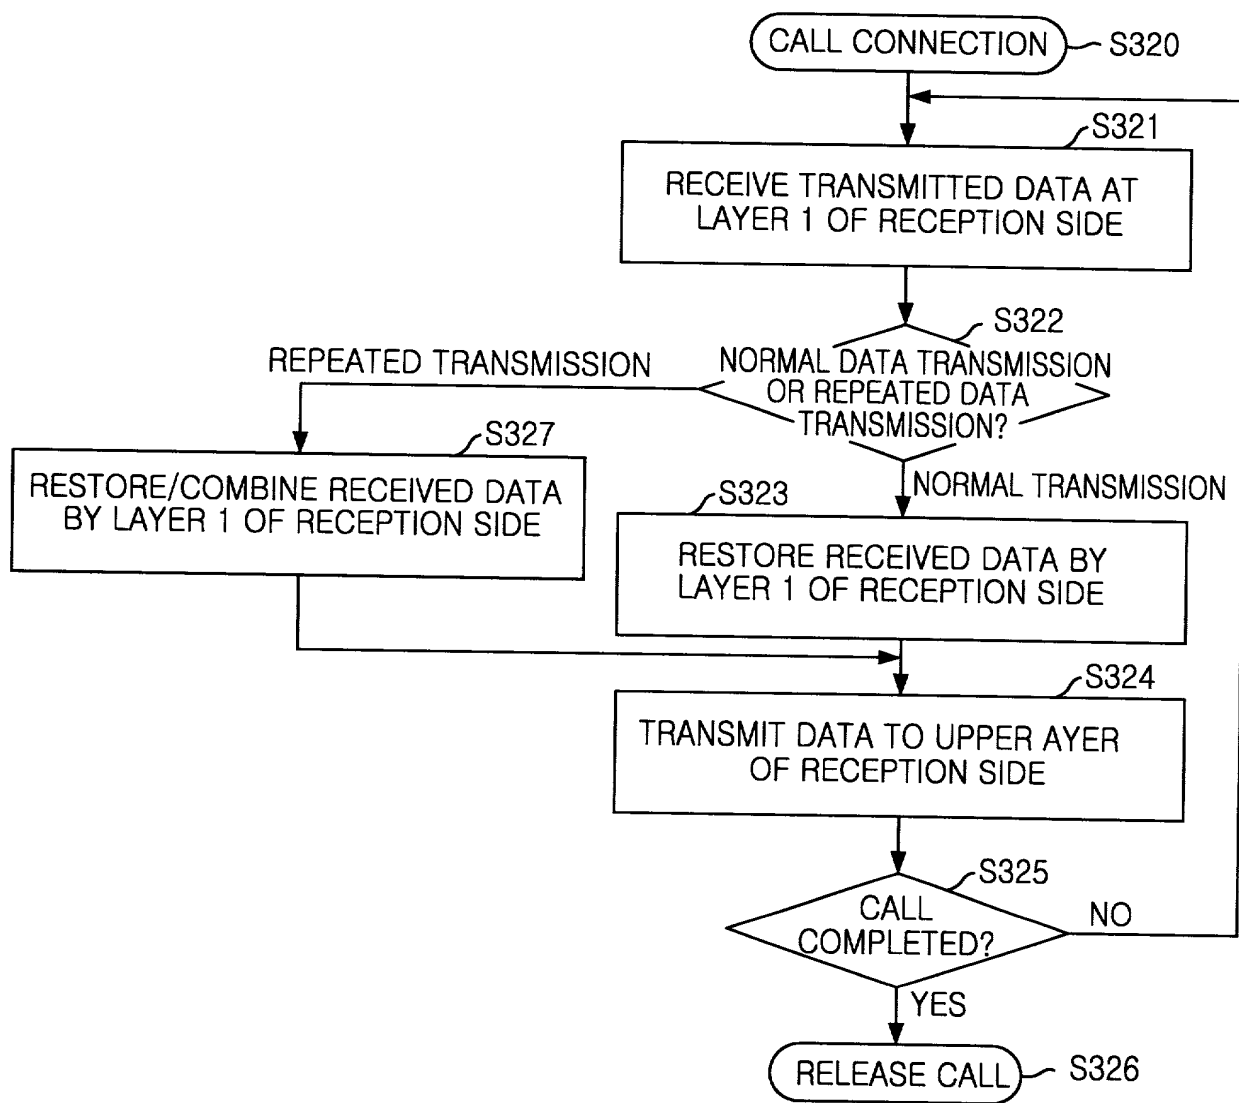 CALL CONNECTION
S320
S321
RECEIVE TRANSMITTED DATA AT
LAYER 1 OF RECEPTION SIDE
S322
REPEATED TRANSMISSION
NORMAL DATA TRANSMISSION
OR REPEATED DATA
TRANSMISSION?
S327
RESTORE/COMBINE RECEIVED DATA
BY LAYER 1 OF RECEPTION SIDE
NORMAL TRANSMISSION
S323
RESTORE RECEIVED DATA BY
LAYER 1 OF RECEPTION SIDE
S324
TRANSMIT DATA TO UPPER AYER
OF RECEPTION SIDE
S325
CALL
COMPLETED?
NO
YES
RELEASE CALL
S326